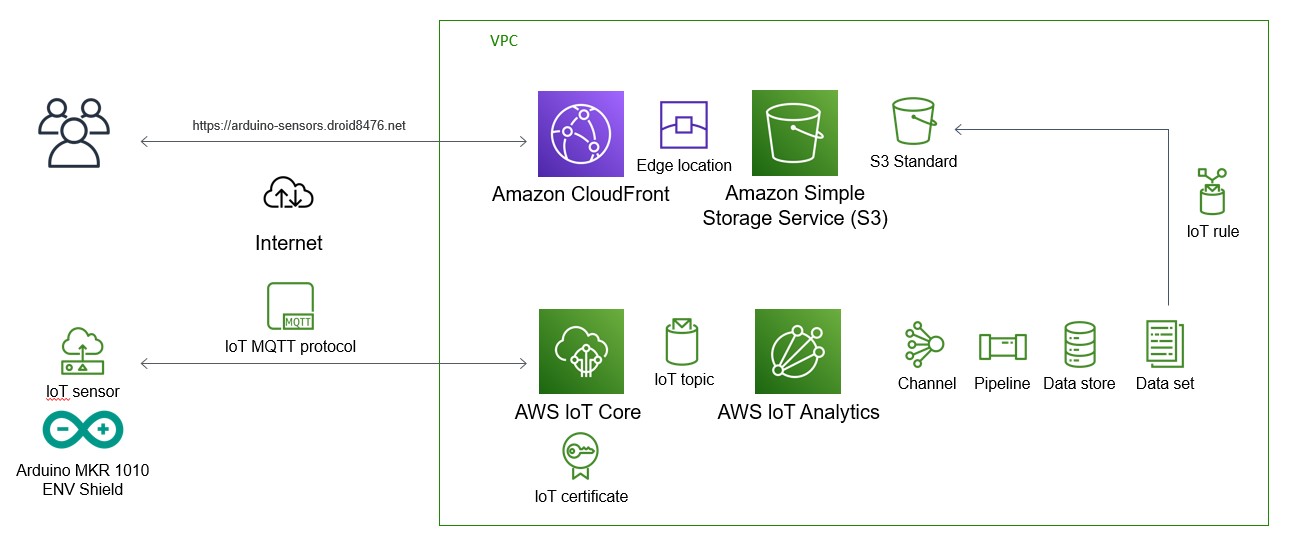 VPC
https://arduino-sensors.droid8476.net
Edge location
S3 Standard
Amazon CloudFront
Amazon Simple
Storage Service (S3)
IoT rule
Internet
MQTT
IoT MQTT protocol
IoT sensor
IoT topic
Channel
Pipeline
Data store
Data set
AWS IoT Core
AWS IoT Analytics
Arduino MKR 1010
ENV Shield
IoT certificate